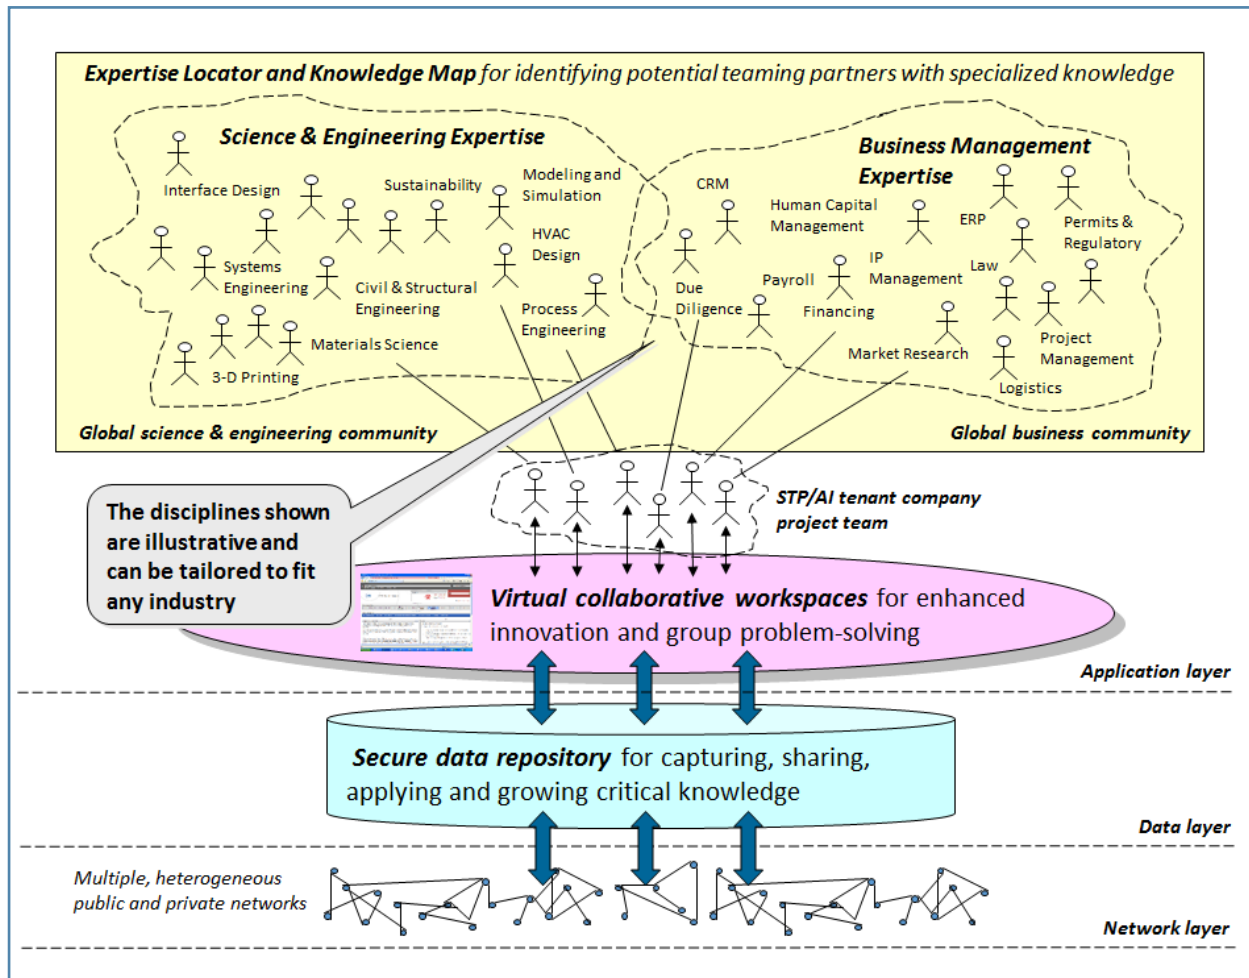 Expertise Locator and Knowledge Map for identifying potential teaming partners with specialized knowledge
Science & Engineering Expertise
Interface Design
Sustainability
Modeling and
Simulation
HVAC
Design
Systems
Engineering
Civil & Structural
Engineering
Process
Engineering
Materials Science
3-D Printing
Global science & engineering community
Business Management
Expertise
CRM
Human Capital
Management
ERP
Permits &
Regulatory
IP
Management
Law
Due
Diligence
Payroll
Financing
Market Research
Project
Management
Logistics
Global business community
The disciplines shown
are illustrative and
can be tailored to fit
any industry
STP/AI tenant company
project team
Virtual collaborative workspaces for enhanced
innovation and group problem-solving
Application layer
Secure data repository for capturing, sharing,
applying and growing critical knowledge
Data layer
Multiple, heterogeneous
public and private networks
Network layer